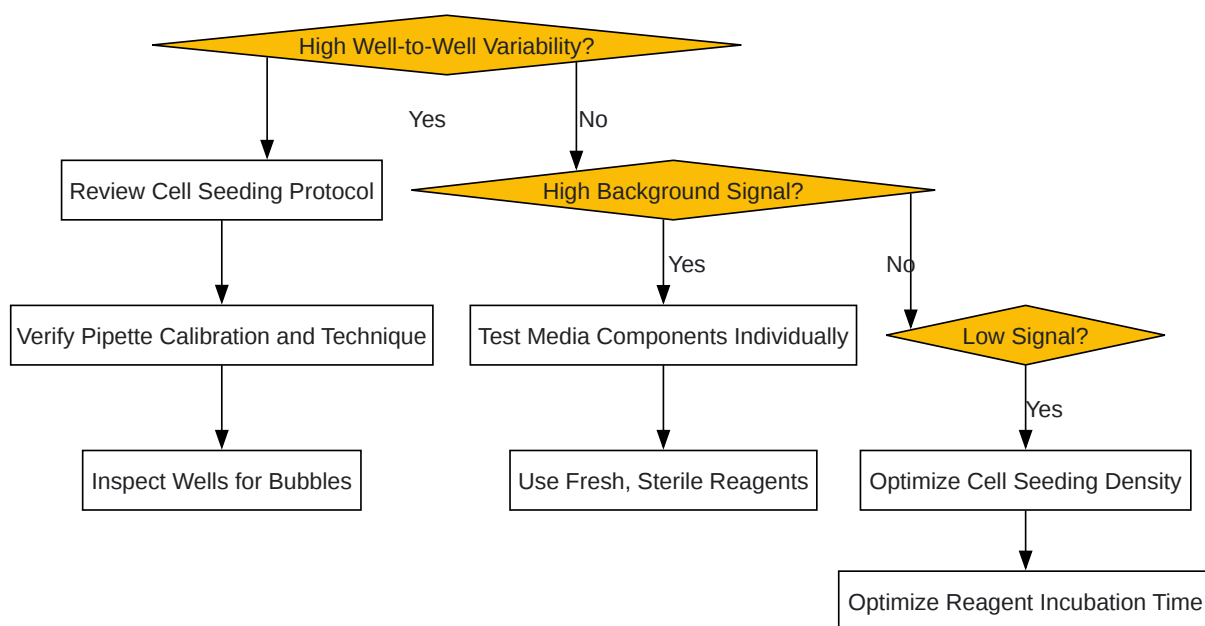 High Well-to-Well Variability?
Yes
No
Review Cell Seeding Protocol
High Background Signal?
Yes
No
Verify Pipette Calibration and Technique
Test Media Components Individually
Low Signal?
Yes
Inspect Wells for Bubbles
Use Fresh, Sterile Reagents
Optimize Cell Seeding Density
Optimize Reagent Incubation Time